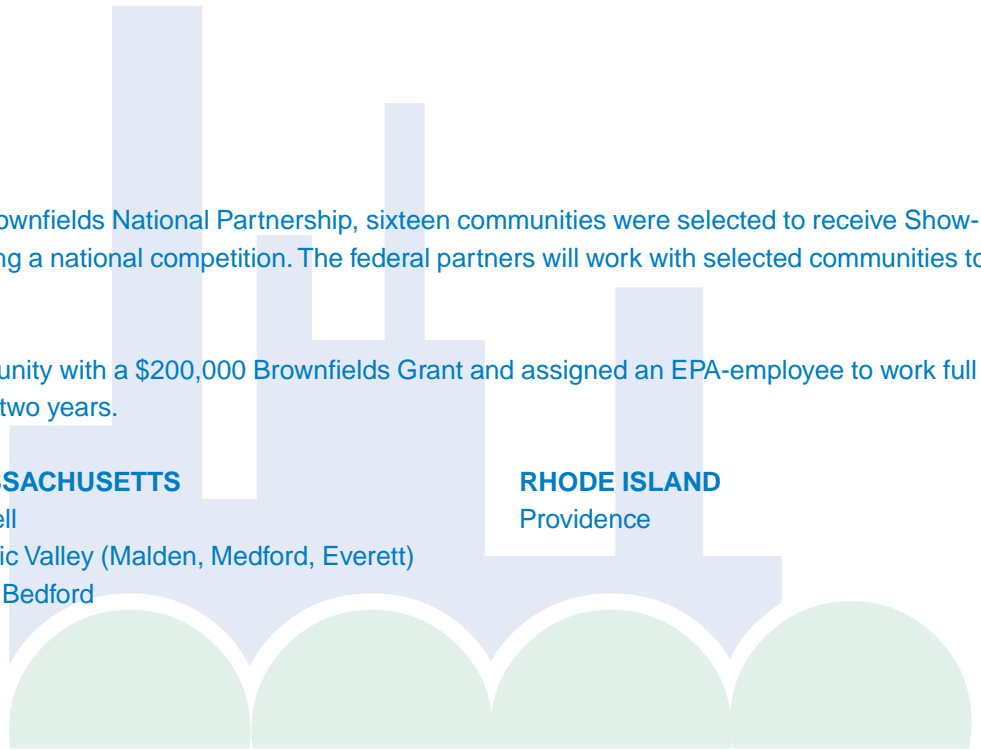 ownfields National Partnership, sixteen communities were selected to receive Show-
ng a national competition. The federal partners will work with selected communities to
unity with a $200,000 Brownfields Grant and assigned an EPA-employee to work full
two years.
SSACHUSETTS
ell
ic Valley (Malden, Medford, Everett)
Bedford
RHODE ISLAND
Providence